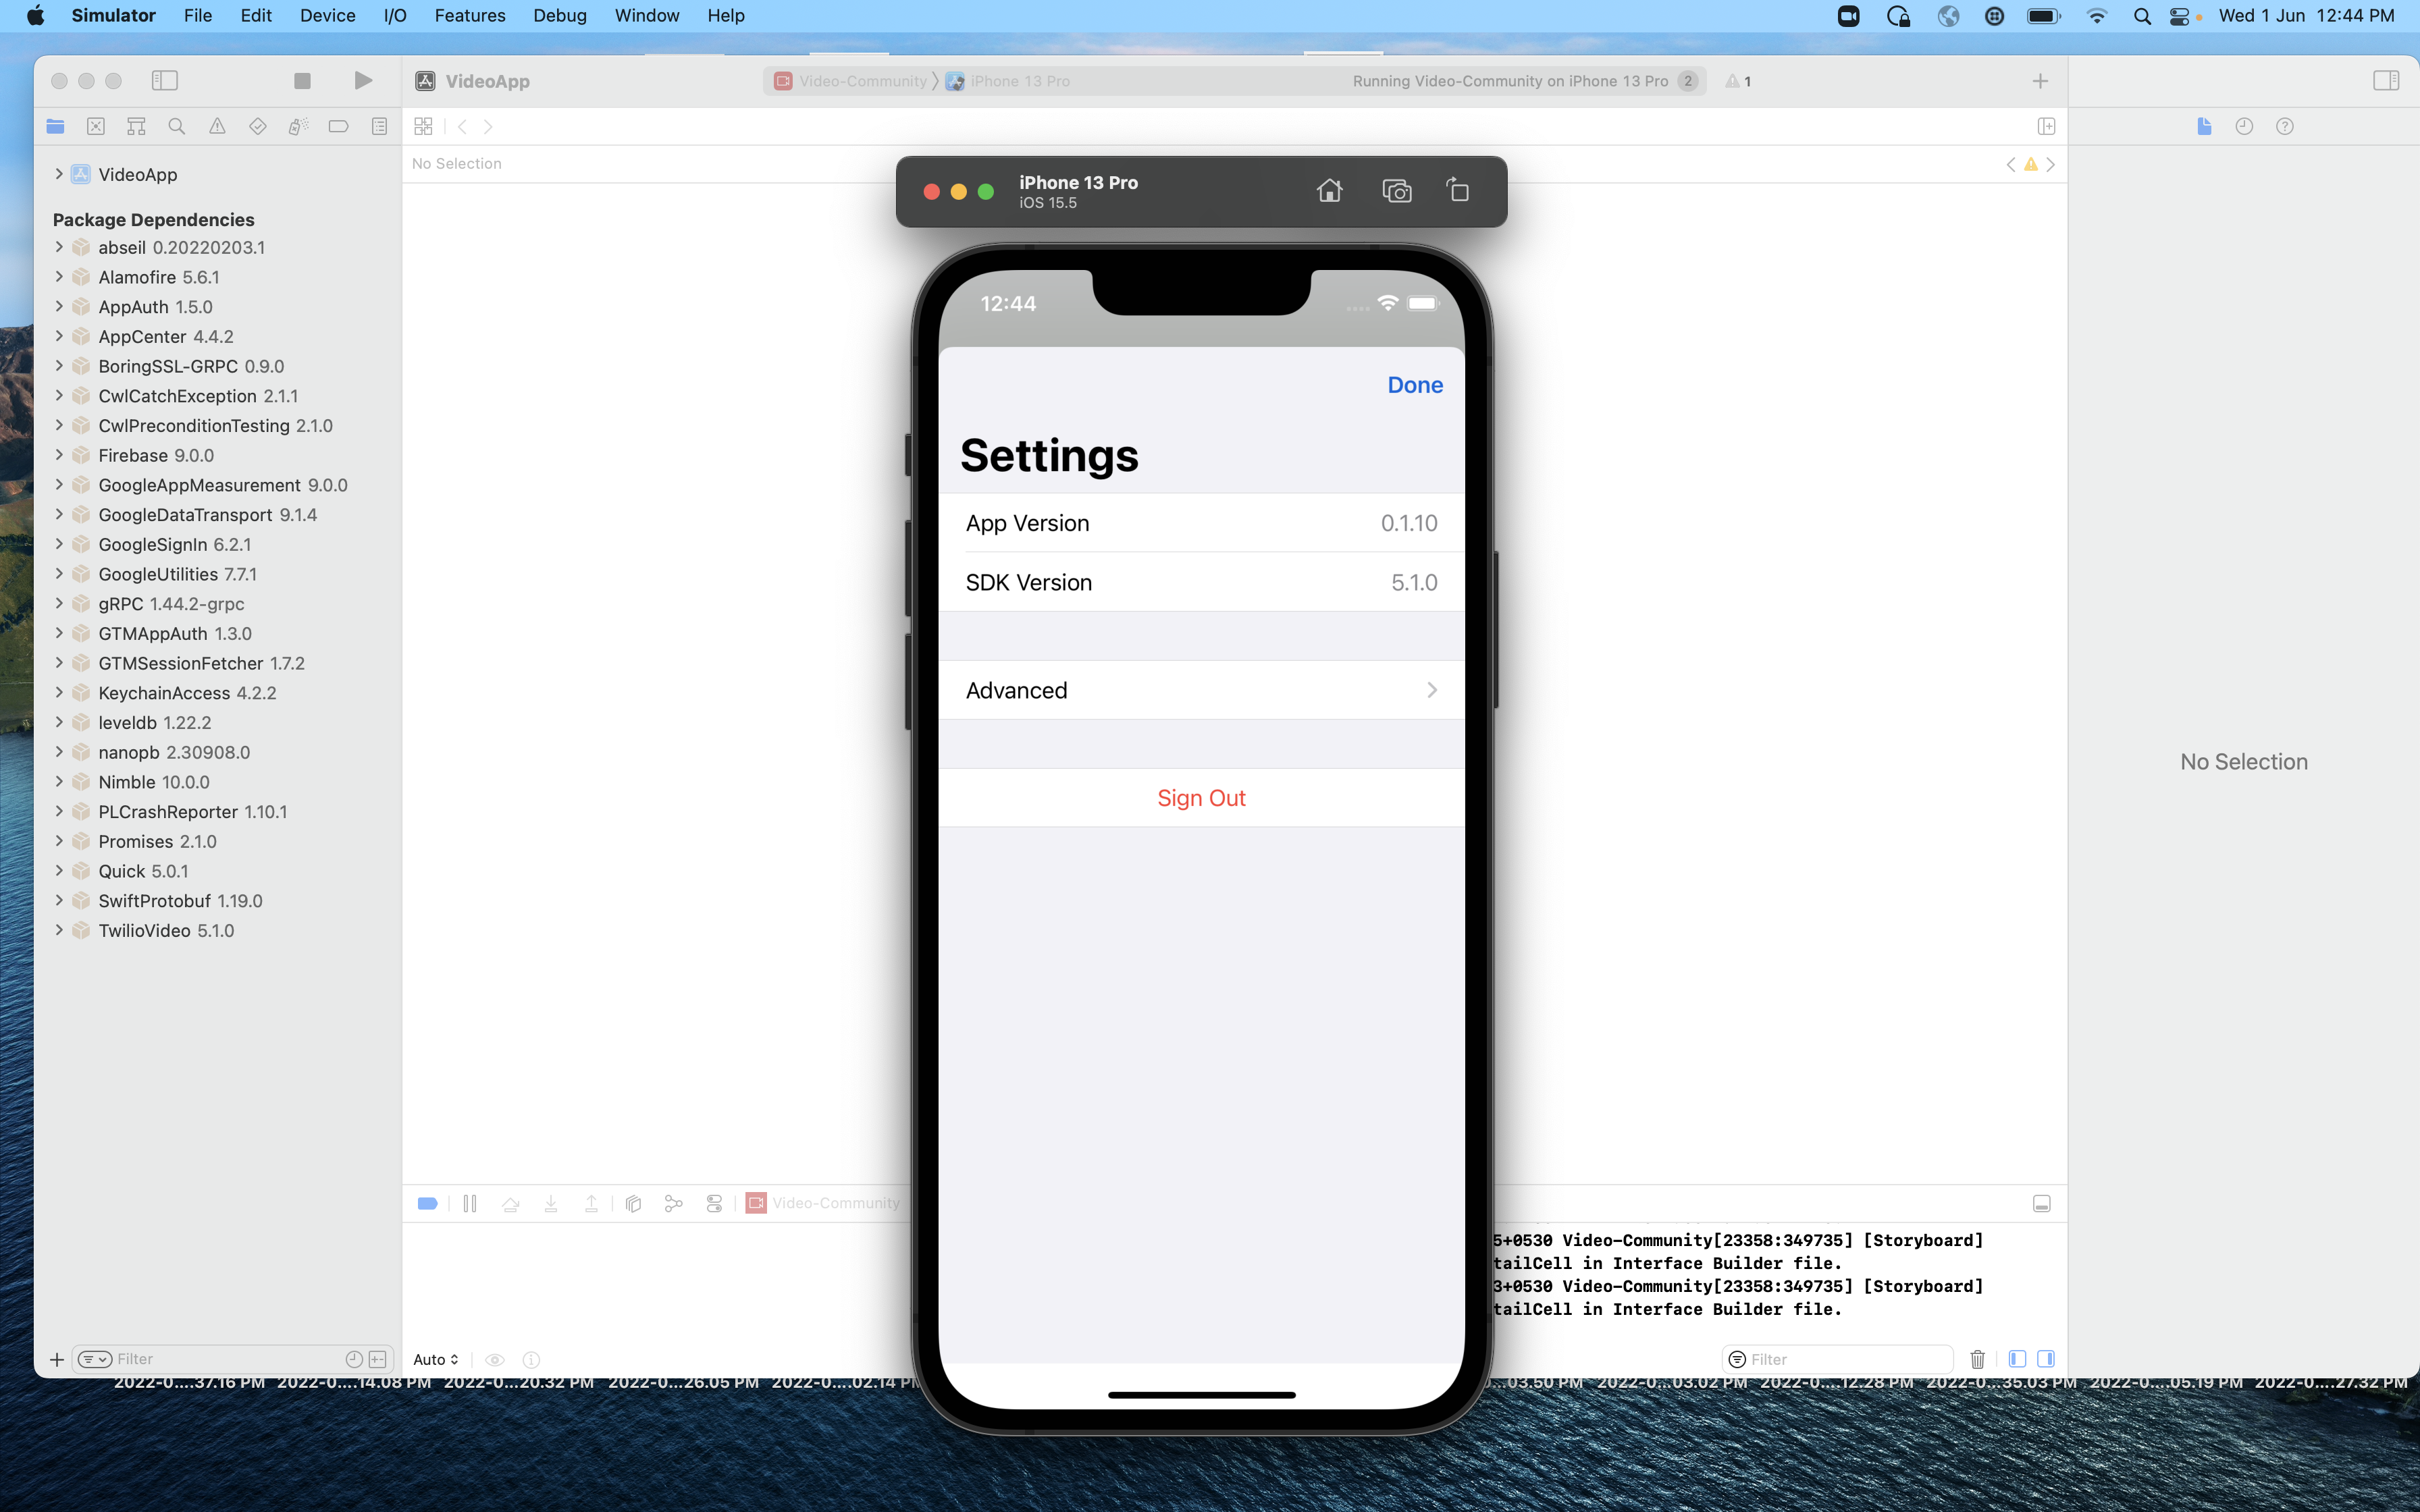 Simulator File Edit Device I/O Features Debug Window Help Wed 1 Jun 12:44 PM
VideoApp Video-Community iPhone 13 Pro Running Video-Community on iPhone 13 Pro 2 1
No Selection
VideoApp
Package Dependencies
abseil 0.20220203.1
Alamofire 5.6.1
AppAuth 1.5.0
AppCenter 4.4.2
BoringSSL-GRPC 0.9.0
CwlCatchException 2.1.1
CwlPreconditionTesting 2.1.0
Firebase 9.0.0
GoogleAppMeasurement 9.0.0
GoogleDataTransport 9.1.4
GoogleSignIn 6.2.1
GoogleUtilities 7.7.1
gRPC 1.44.2-grpc
GTMAppAuth 1.3.0
GTMSessionFetcher 1.7.2
KeychainAccess 4.2.2
leveldb 1.22.2
nanopb 2.30908.0
Nimble 10.0.0
PLCrashReporter 1.10.1
Promises 2.1.0
Quick 5.0.1
SwiftProtobuf 1.19.0
TwilioVideo 5.1.0
Filter
iPhone 13 Pro
iOS 15.5
12:44
Done
Settings
App Version 0.1.10
SDK Version 5.1.0
Advanced
Sign Out
No Selection
Video-Community
5+0530 Video-Community[23358:349735] [Storyboard]
tailCell in Interface Builder file.
3+0530 Video-Community[23358:349735] [Storyboard]
tailCell in Interface Builder file.
Auto
Filter
2022-0....37.16 PM 2022-0....14.08 PM 2022-0...20.32 PM 2022-0...26.05 PM 2022-0....02.14 PM ...03.50 PM 2022-0....03.02 PM 2022-0....12.28 PM 2022-0...35.03 PM 2022-0....05.19 PM 2022-0....27.32 PM